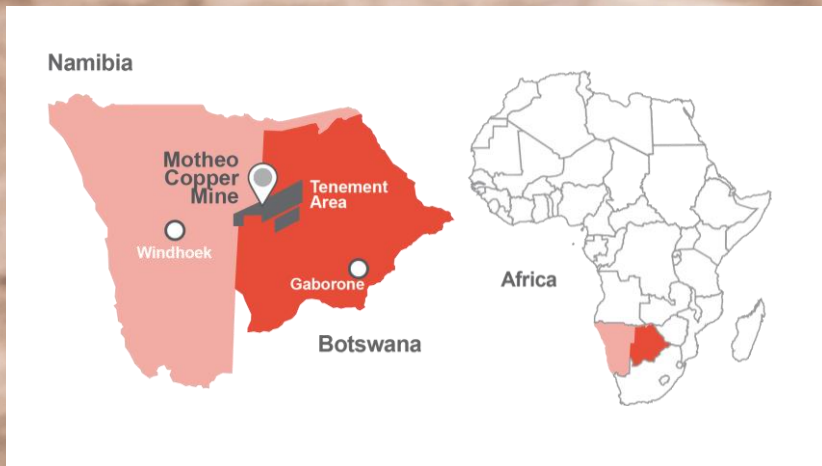 Namibia
Motheo
Copper
Mine
Tenement
Area
Windhoek
Gaborone
Botswana
Africa